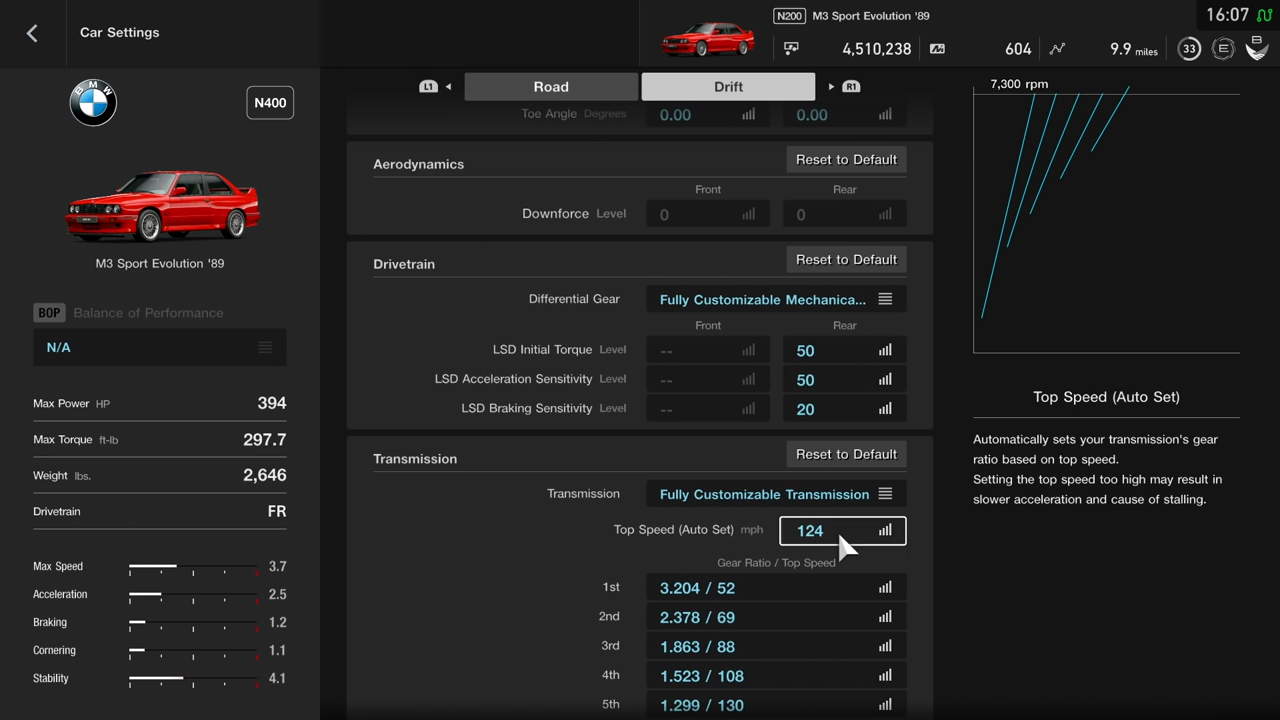 Car Settings
N200 M3 Sport Evolution '89
16:07
4,510,238
604
9.9 miles
33
E
B
BMW
N400
M3 Sport Evolution '89
BOP Balance of Performance
N/A
Max Power HP 394
Max Torque ft-lb 297.7
Weight lbs. 2,646
Drivetrain FR
Max Speed 3.7
Acceleration 2.5
Braking 1.2
Cornering 1.1
Stability 4.1
L1 Road Drift R1
Toe Angle Degrees 0.00 0.00
Aerodynamics Reset to Default
Front Rear
Downforce Level 0 0
Drivetrain Reset to Default
Differential Gear Fully Customizable Mechanica...
Front Rear
LSD Initial Torque Level -- 50
LSD Acceleration Sensitivity Level -- 50
LSD Braking Sensitivity Level -- 20
Transmission Reset to Default
Transmission Fully Customizable Transmission
Top Speed (Auto Set) mph 124
Gear Ratio / Top Speed
1st 3.204 / 52
2nd 2.378 / 69
3rd 1.863 / 88
4th 1.523 / 108
5th 1.299 / 130
7,300 rpm
Top Speed (Auto Set)
Automatically sets your transmission's gear
ratio based on top speed.
Setting the top speed too high may result in
slower acceleration and cause of stalling.